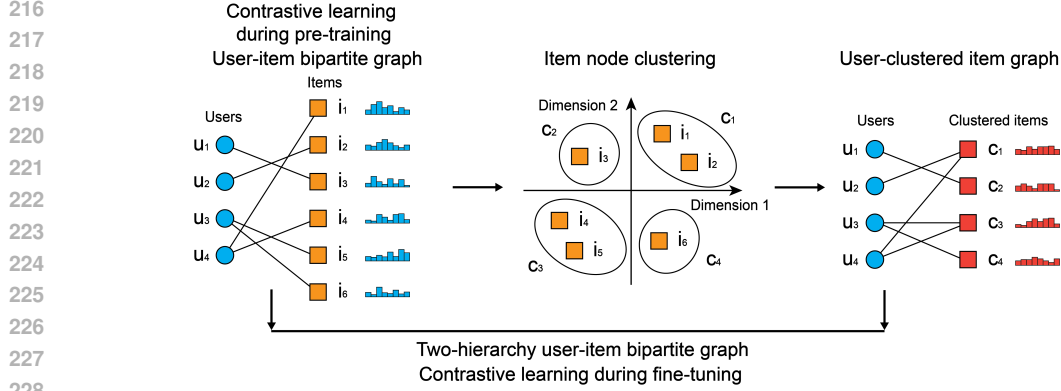 216
217
218
219
220
221
222
223
224
225
226
227
228
Contrastive learning
during pre-training
User-item bipartite graph
Items
Users
i1
i2
i3
i4
i5
i6
u1
u2
u3
u4
Item node clustering
Dimension 2
Dimension 1
c1
i1
i2
c2
i3
i4
i5
c3
i6
c4
User-clustered item graph
Users
Clustered items
u1
u2
u3
u4
c1
c2
c3
c4
Two-hierarchy user-item bipartite graph
Contrastive learning during fine-tuning